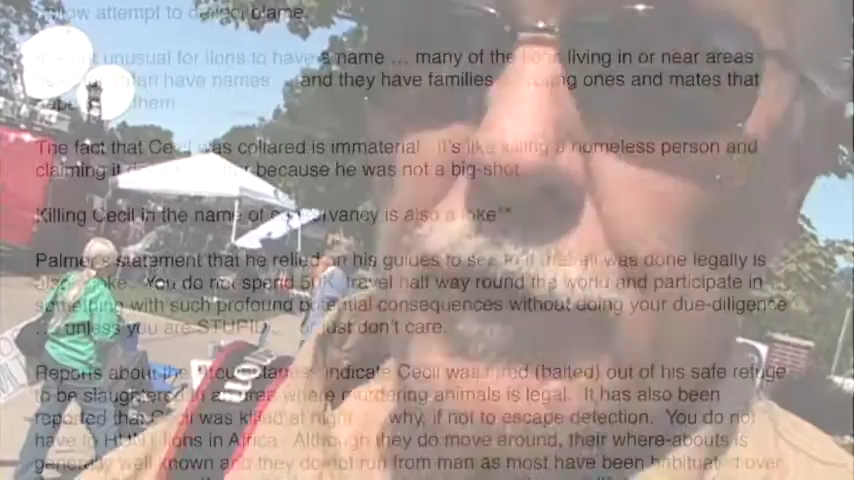 attempt to deflect blame.
It is not unusual for lions to have a name ... many of the lions living in or near areas
have names and they have families young ones and mates that
them
The fact that Cecil was collared is immaterial It's like killing a homeless person and
claiming it because he was not a big-shot
Killing Cecil in the name of conservancy is also a joke"
Palmer's statement that he relied on his guides to see to it that all was done legally is
also joke. You do not spend 50K, travel half way round the world and participate in
something with such profound potential consequences without doing your due-diligence
... unless you are STUPID. or just don't care.
Reports about the circumstances indicate Cecil was lured (baited) out of his safe refuge
to be slaughtered in an area where murdering animals is legal. It has also been
reported that Cecil was killed at night why, if not to escape detection. You do not
have to HUNT lions in Africa. Although they do move around, their where-abouts is
generally well known and they do not run from man as most have been habituated over